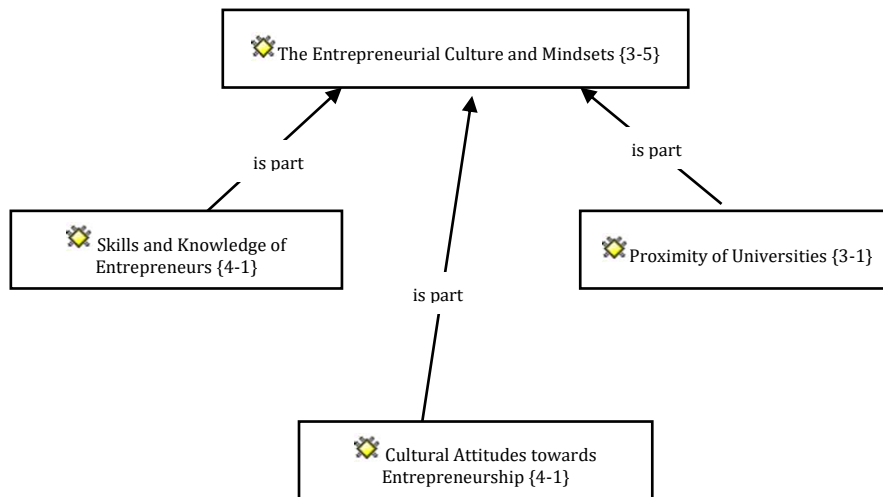 The Entrepreneurial Culture and Mindsets {3-5}
is part
is part
Skills and Knowledge of
Entrepreneurs {4-1}
Proximity of Universities {3-1}
is part
Cultural Attitudes towards
Entrepreneurship {4-1}